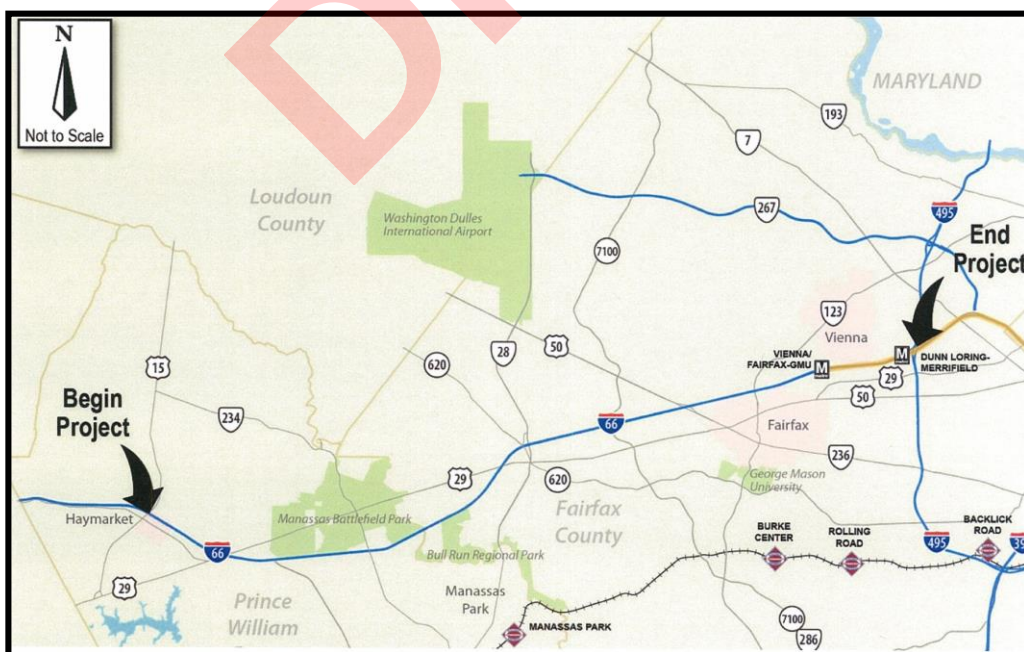 N
Not to Scale
MARYLAND
193
7
Loudoun
County
Washington Dulles
International Airport
267
495
End
Project
7100
123
Vienna
28
50
VIENNA/
FAIRFAX-GMU
M
M
DUNN LORING-
MERRIFIELD
29
50
620
15
Begin
Project
234
66
Fairfax
236
29
620
George Mason
University
Haymarket
Manassas Battlefield Park
Fairfax
County
66
Bull Run Regional Park
BURKE
CENTER
ROLLING
ROAD
495
BACKLICK
ROAD
29
Prince
William
Manassas
Park
MANASSAS PARK
7100
286